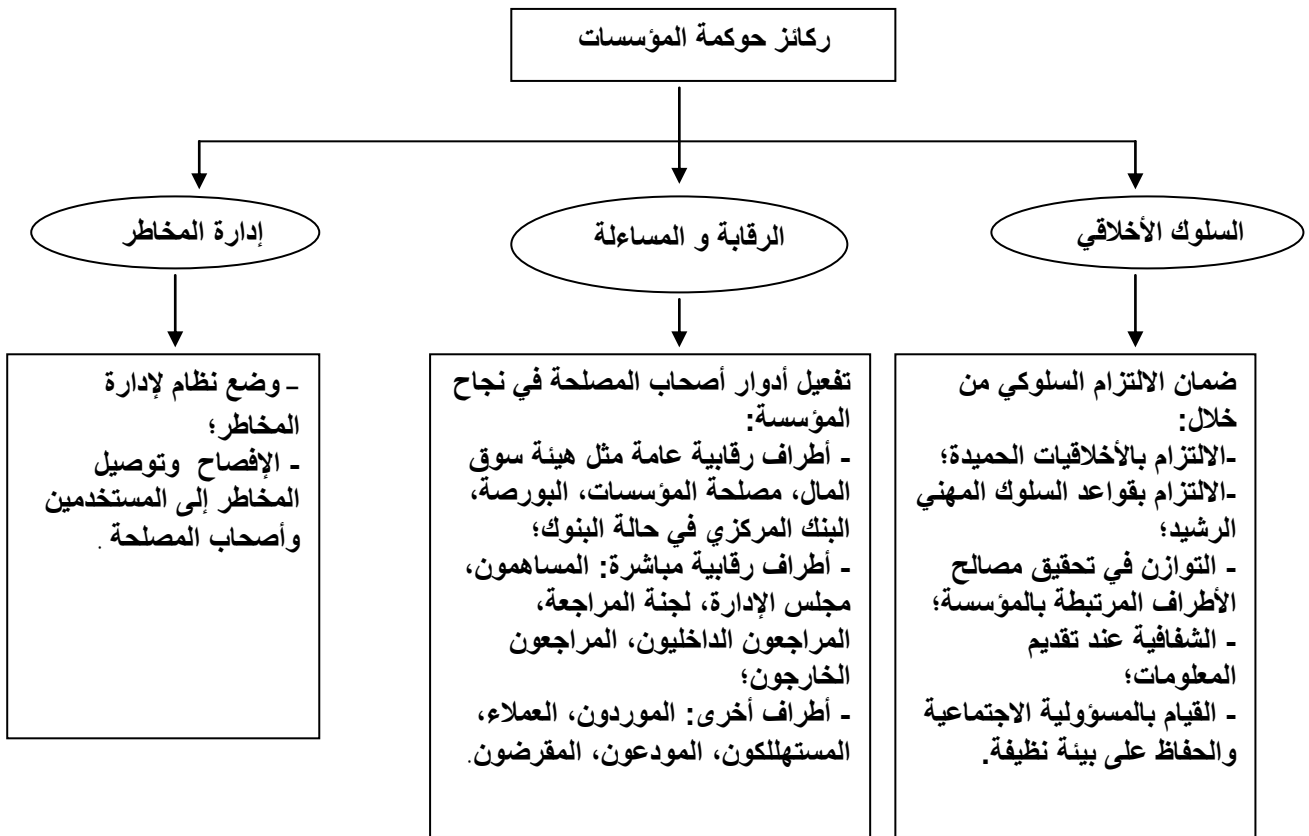 ركائز حوكمة المؤسسات
السلوك الأخلاقي
الرقابة و المساءلة
إدارة المخاطر
ضمان الالتزام السلوكي من
خلال:
-الالتزام بالأخلاقيات الحميدة؛
-الالتزام بقواعد السلوك المهني
الرشيد؛
- التوازن في تحقيق مصالح
الأطراف المرتبطة بالمؤسسة؛
- الشفافية عند تقديم
المعلومات؛
- القيام بالمسؤولية الاجتماعية
والحفاظ على بيئة نظيفة.
تفعيل أدوار أصحاب المصلحة في نجاح
المؤسسة:
- أطراف رقابية عامة مثل هيئة سوق
المال، مصلحة المؤسسات، البورصة،
البنك المركزي في حالة البنوك؛
- أطراف رقابية مباشرة: المساهمون،
مجلس الإدارة، لجنة المراجعة،
المراجعون الداخليون، المراجعون
الخارجون؛
- أطراف أخرى: الموردون، العملاء،
المستهللكون، المودعون، المقرضون.
- وضع نظام لإدارة
المخاطر؛
- الإفصاح وتوصيل
المخاطر إلى المستخدمين
وأصحاب المصلحة .